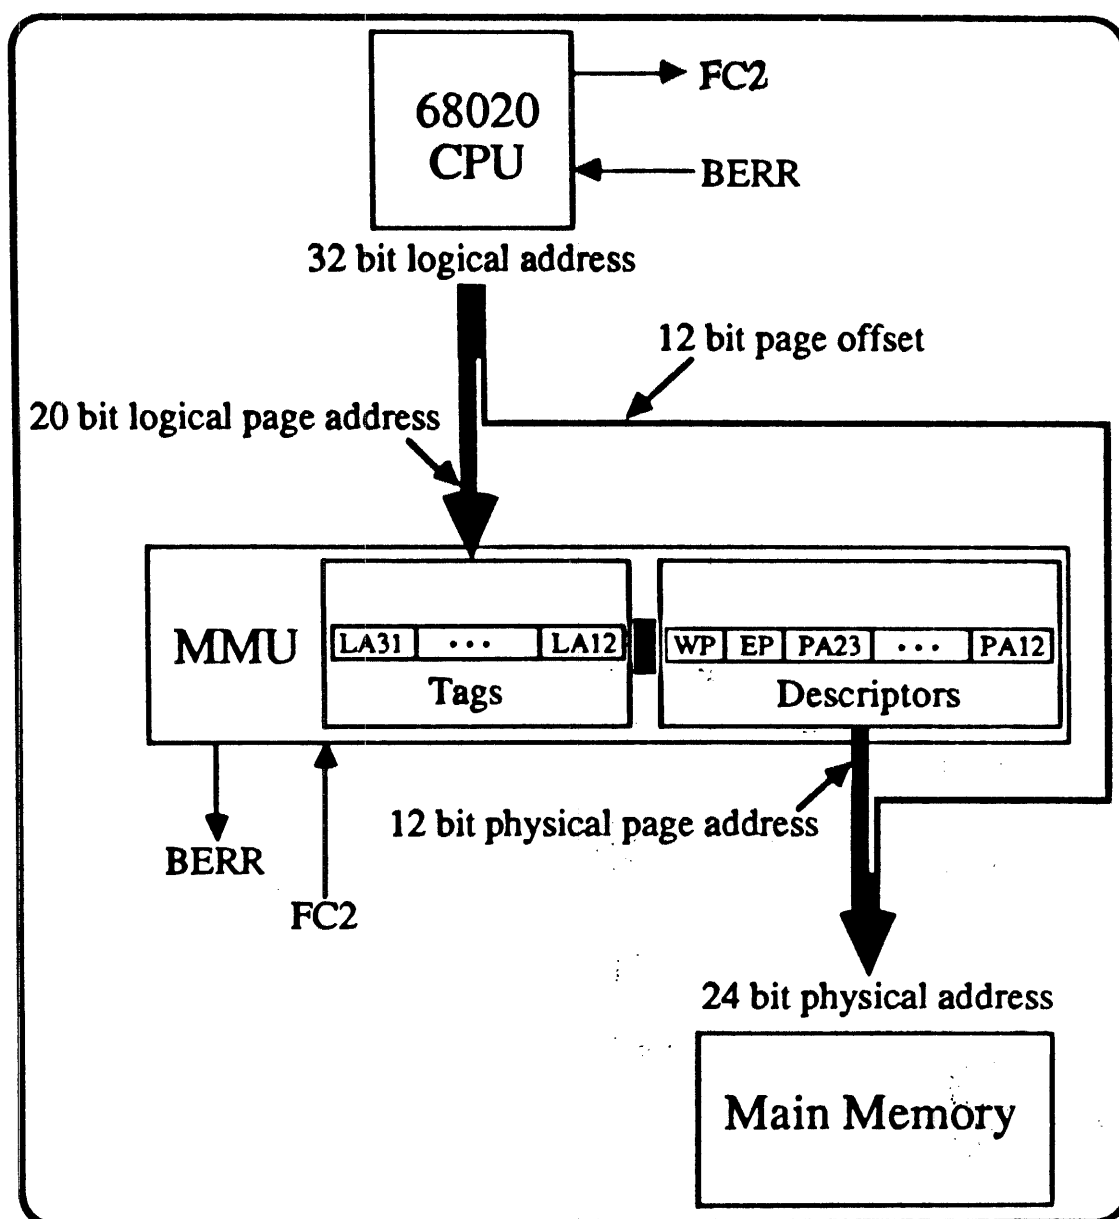 68020
CPU
FC2
BERR
32 bit logical address
12 bit page offset
20 bit logical page address
MMU
LA31 ••• LA12
Tags
WP EP PA23 ••• PA12
Descriptors
12 bit physical page address
BERR
FC2
24 bit physical address
Main Memory